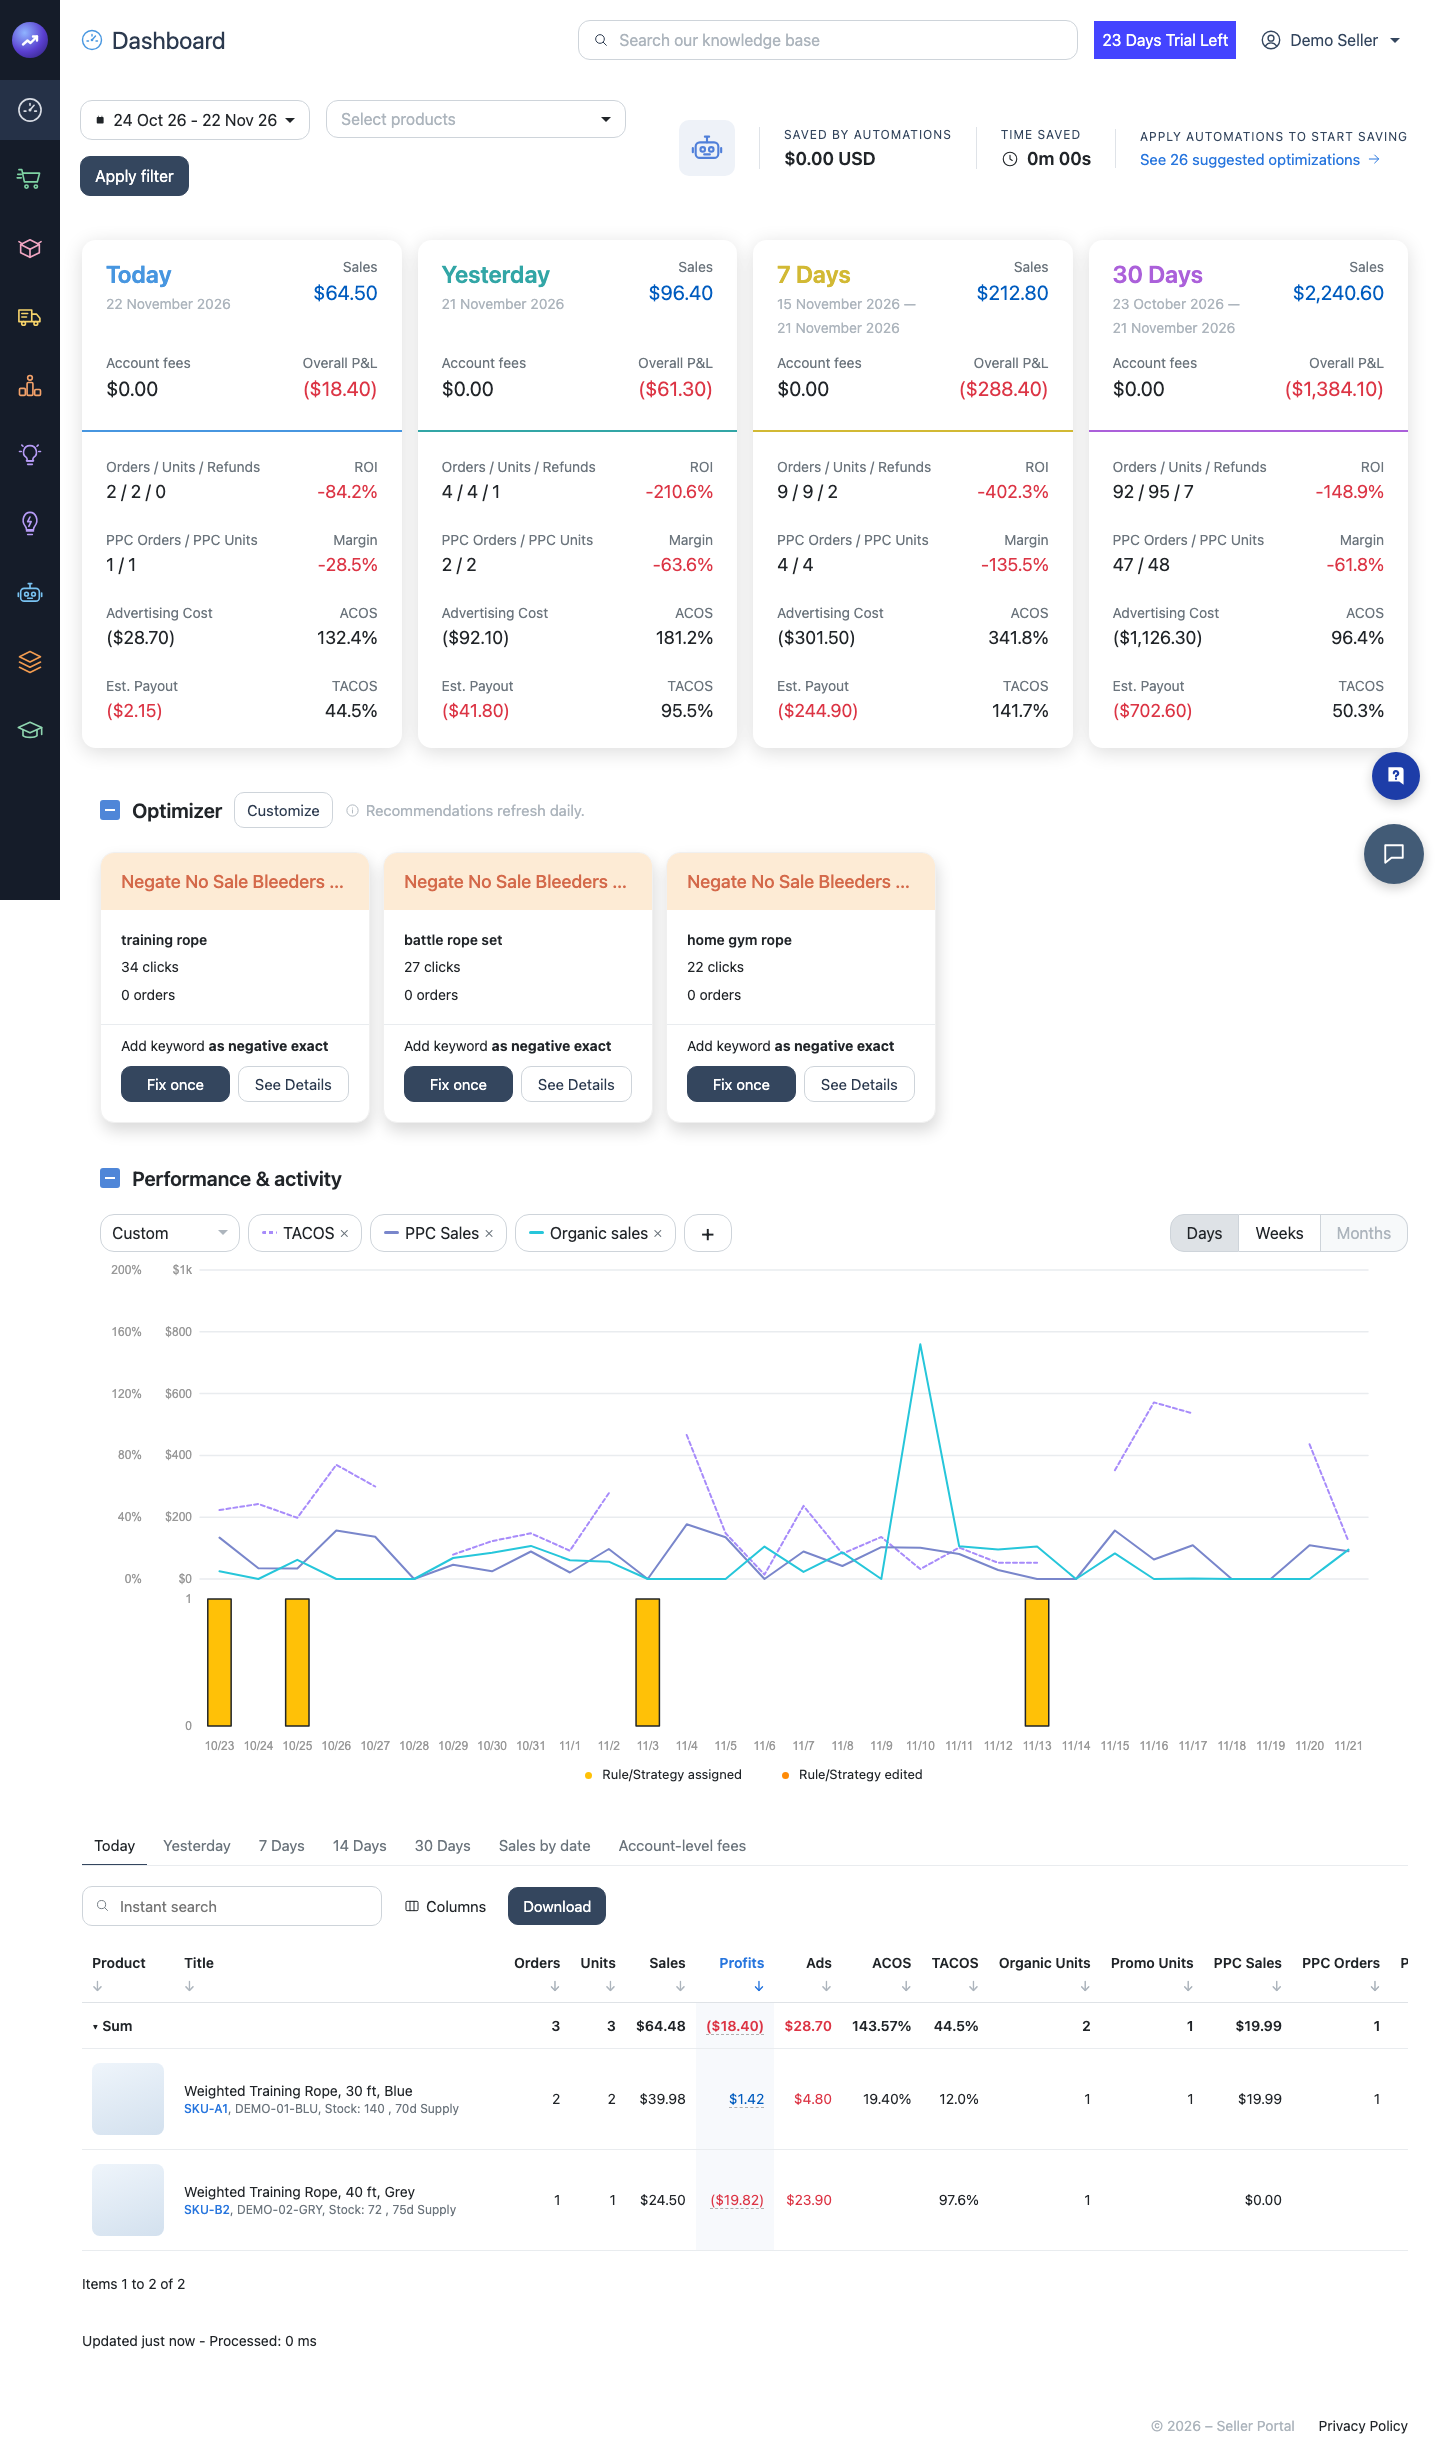 Dashboard
Search our knowledge base
23 Days Trial Left
Demo Seller
24 Oct 26 - 22 Nov 26
Select products
Apply filter
SAVED BY AUTOMATIONS
$0.00 USD
TIME SAVED
0m 00s
APPLY AUTOMATIONS TO START SAVING
See 26 suggested optimizations
Today Sales
22 November 2026 $64.50
Account fees Overall P&L
$0.00 ($18.40)
Orders / Units / Refunds ROI
2 / 2 / 0 -84.2%
PPC Orders / PPC Units Margin
1 / 1 -28.5%
Advertising Cost ACOS
($28.70) 132.4%
Est. Payout TACOS
($2.15) 44.5%
Yesterday Sales
21 November 2026 $96.40
Account fees Overall P&L
$0.00 ($61.30)
Orders / Units / Refunds ROI
4 / 4 / 1 -210.6%
PPC Orders / PPC Units Margin
2 / 2 -63.6%
Advertising Cost ACOS
($92.10) 181.2%
Est. Payout TACOS
($41.80) 95.5%
7 Days Sales
15 November 2026 — $212.80
21 November 2026
Account fees Overall P&L
$0.00 ($288.40)
Orders / Units / Refunds ROI
9 / 9 / 2 -402.3%
PPC Orders / PPC Units Margin
4 / 4 -135.5%
Advertising Cost ACOS
($301.50) 341.8%
Est. Payout TACOS
($244.90) 141.7%
30 Days Sales
23 October 2026 — $2,240.60
21 November 2026
Account fees Overall P&L
$0.00 ($1,384.10)
Orders / Units / Refunds ROI
92 / 95 / 7 -148.9%
PPC Orders / PPC Units Margin
47 / 48 -61.8%
Advertising Cost ACOS
($1,126.30) 96.4%
Est. Payout TACOS
($702.60) 50.3%
Optimizer Customize Recommendations refresh daily.
Negate No Sale Bleeders ...
training rope
34 clicks
0 orders
Add keyword as negative exact
Fix once See Details
Negate No Sale Bleeders ...
battle rope set
27 clicks
0 orders
Add keyword as negative exact
Fix once See Details
Negate No Sale Bleeders ...
home gym rope
22 clicks
0 orders
Add keyword as negative exact
Fix once See Details
Performance & activity
Custom TACOS × PPC Sales × Organic sales × + Days Weeks Months
200% $1k
160% $800
120% $600
80% $400
40% $200
0% $0
1
0
10/23 10/24 10/25 10/26 10/27 10/28 10/29 10/30 10/31 11/1 11/2 11/3 11/4 11/5 11/6 11/7 11/8 11/9 11/10 11/11 11/12 11/13 11/14 11/15 11/16 11/17 11/18 11/19 11/20 11/21
Rule/Strategy assigned Rule/Strategy edited
Today Yesterday 7 Days 14 Days 30 Days Sales by date Account-level fees
Instant search Columns Download
Product Title Orders Units Sales Profits Ads ACOS TACOS Organic Units Promo Units PPC Sales PPC Orders P
Sum 3 3 $64.48 ($18.40) $28.70 143.57% 44.5% 2 1 $19.99 1
Weighted Training Rope, 30 ft, Blue
SKU-A1, DEMO-01-BLU, Stock: 140 , 70d Supply
2 2 $39.98 $1.42 $4.80 19.40% 12.0% 1 1 $19.99 1
Weighted Training Rope, 40 ft, Grey
SKU-B2, DEMO-02-GRY, Stock: 72 , 75d Supply
1 1 $24.50 ($19.82) $23.90 97.6% 1 $0.00
Items 1 to 2 of 2
Updated just now - Processed: 0 ms
© 2026 – Seller Portal Privacy Policy